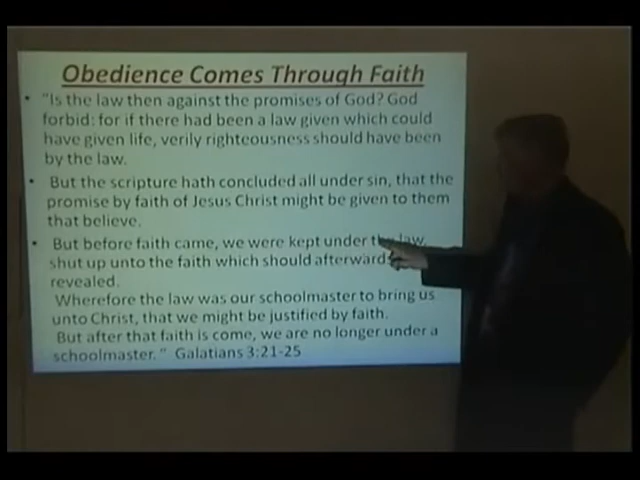 Obedience Comes Through Faith
• "Is the law then against the promises of God? God
forbid: for if there had been a law given which could
have given life, verily righteousness should have been
by the law.
• But the scripture hath concluded all under sin, that the
promise by faith of Jesus Christ might be given to them
that believe.
• But before faith came, we were kept under the law,
shut up unto the faith which should afterward
revealed.
Wherefore the law was our schoolmaster to bring us
unto Christ, that we might be justified by faith.
But after that faith is come, we are no longer under a
schoolmaster." Galatians 3:21-25